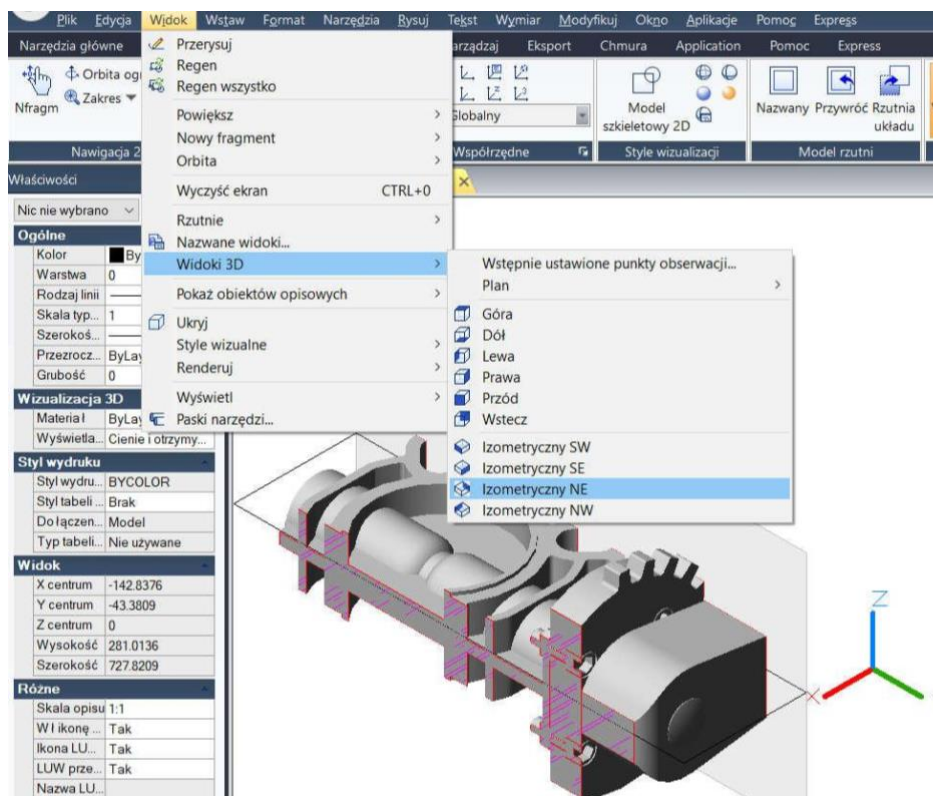 Plik Edycja Widok Wstaw Format Narzędzia Rysuj Tekst Wymiar Modyfikuj Okno Aplikacje Pomoc Express
Narzędzia główne
arządzaj Eksport Chmura Application Pomoc Express
Nfragm
Orbita ogr
Zakres
Nawigacja 2
Przerysuj
Regen
Regen wszystko
Powiększ
Nowy fragment
Orbita
Wyczyść ekran CTRL+0
Rzutnie
Nazwane widoki...
Widoki 3D
Pokaż obiektów opisowych
Ukryj
Style wizualne
Renderuj
Wyświetl
Paski narzędzi...
Globalny
Współrzędne
Model
szkieletowy 2D
Style wizualizacji
Nazwany Przywróć Rzutnia
układu
Model rzutni
Wstępnie ustawione punkty obserwacji...
Plan
Góra
Dół
Lewa
Prawa
Przód
Wstecz
Izometryczny SW
Izometryczny SE
Izometryczny NE
Izometryczny NW
Właściwości
Nic nie wybrano
Ogólne
Kolor By
Warstwa 0
Rodzaj linii
Skala typ... 1
Szerokoś...
Przezrocz... ByLay
Grubość 0
Wizualizacja 3D
Materiał ByLay
Wyświetla... Cienie i otrzymy...
Styl wydruku
Styl wydru... BYCOLOR
Styl tabeli ... Brak
Dołączen... Model
Typ tabeli... Nie używane
Widok
X centrum -142.8376
Y centrum -43.3809
Z centrum 0
Wysokość 281.0136
Szerokość 727.8209
Różne
Skala opisu 1:1
Wł ikonę ... Tak
Ikona LU... Tak
LUW prze... Tak
Nazwa LU...
Z
X